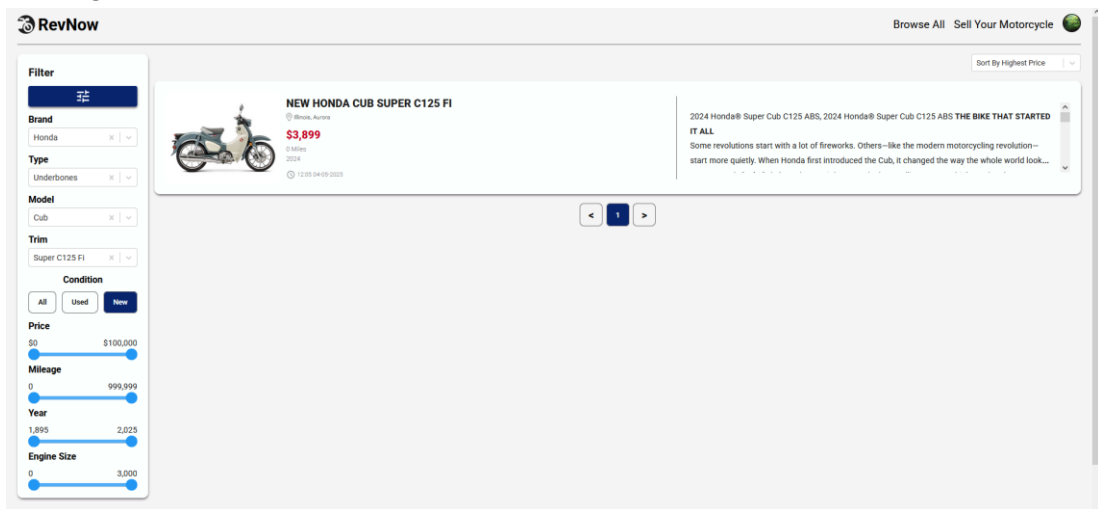 RevNow
Browse All Sell Your Motorcycle
Sort By Highest Price
Filter
Brand
Honda
Type
Underbones
Model
Cub
Trim
Super C125 Fi
Condition
All Used New
Price
$0 $100,000
Mileage
0 999,999
Year
1,895 2,025
Engine Size
0 3,000
NEW HONDA CUB SUPER C125 FI
Illinois, Aurora
$3,899
0 Miles
2024
12:05 04-05-2025
2024 Honda® Super Cub C125 ABS, 2024 Honda® Super Cub C125 ABS THE BIKE THAT STARTED
IT ALL
Some revolutions start with a lot of fireworks. Others—like the modern motorcycling revolution—
start more quietly. When Honda first introduced the Cub, it changed the way the whole world look...
< 1 >